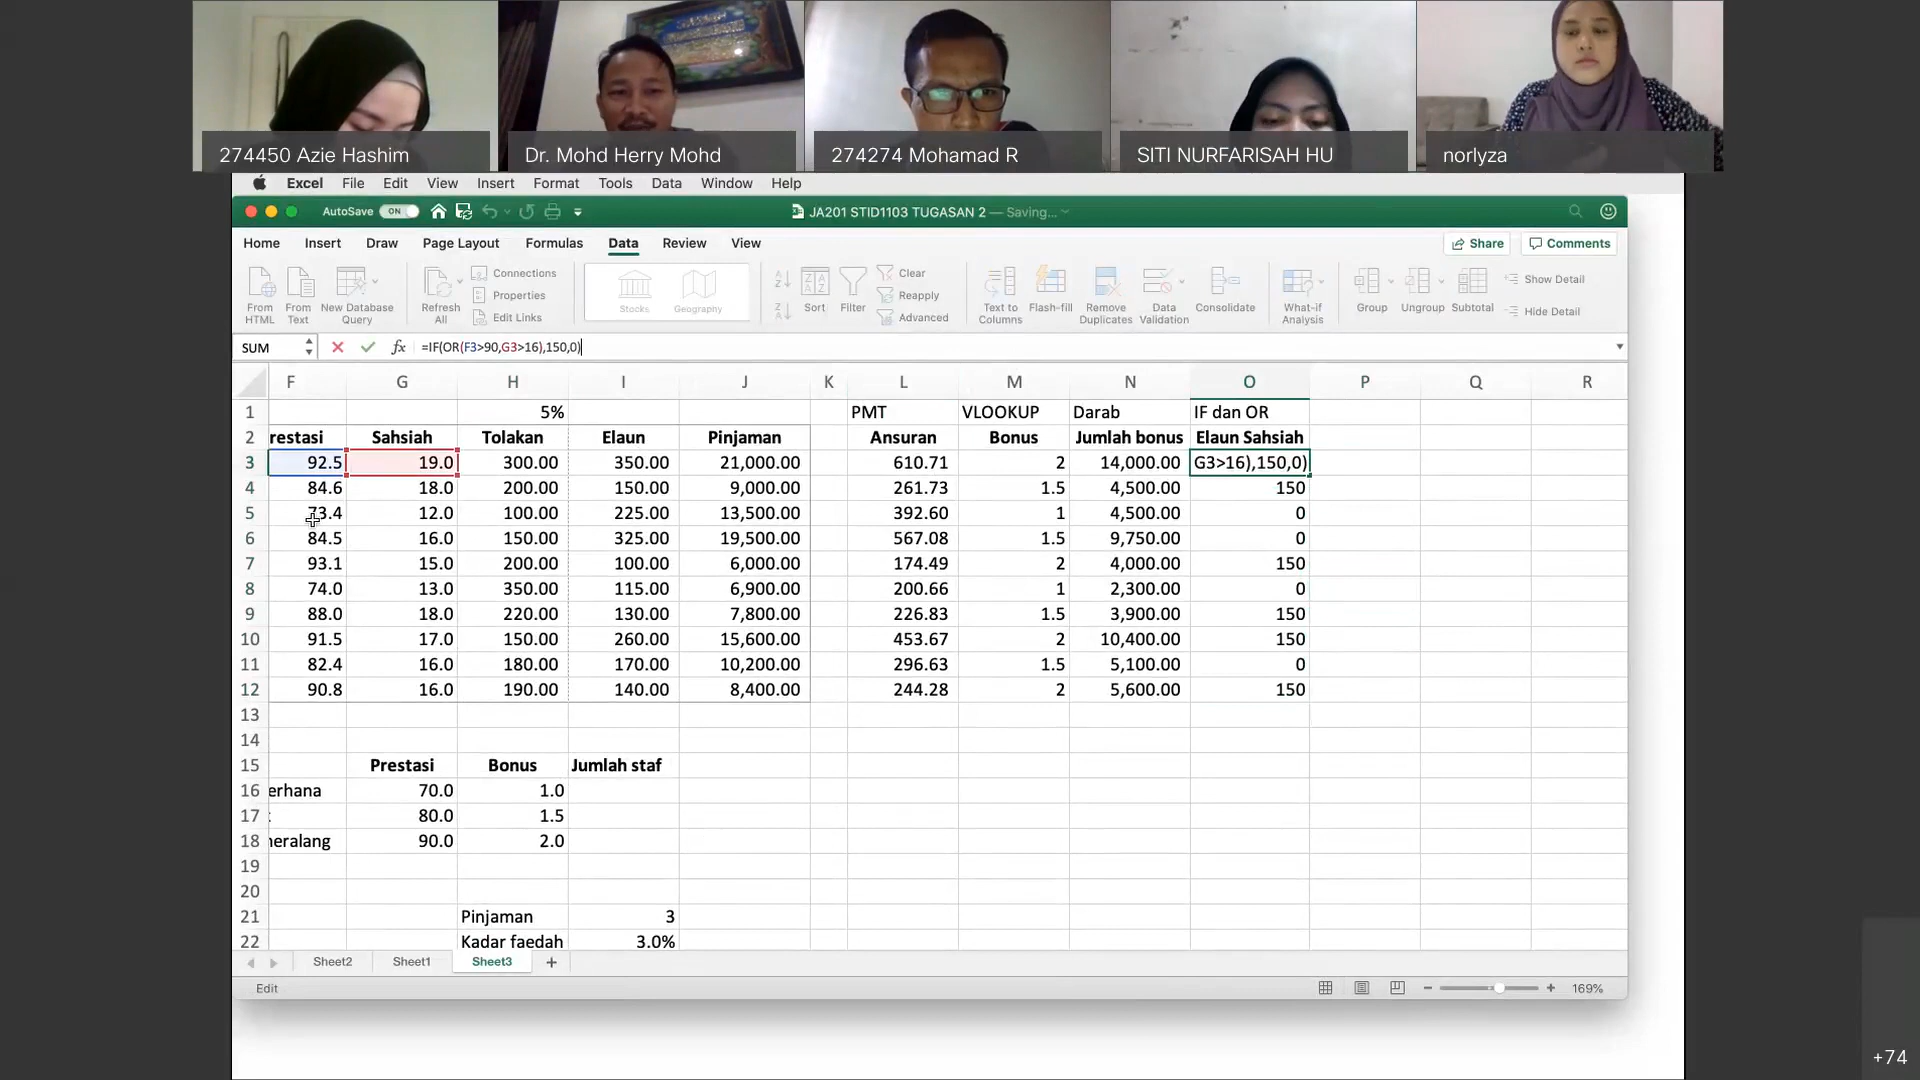 274450 Azie Hashim
Dr. Mohd Herry Mohd
274274 Mohamad R
SITI NURFARISAH HU
norlyza
Excel File Edit View Insert Format Tools Data Window Help
AutoSave ON JA201 STID1103 TUGASAN 2 — Saving...
Home Insert Draw Page Layout Formulas Data Review View Share Comments
From HTML
From Text
New Database Query
Refresh All
Connections
Properties
Edit Links
Stocks
Geography
Sort
Filter
Clear
Reapply
Advanced
Text to Columns
Flash-fill
Remove Duplicates
Data Validation
Consolidate
What-if Analysis
Group
Ungroup
Subtotal
Show Detail
Hide Detail
SUM fx =IF(OR(F3>90,G3>16),150,0)
F G H I J K L M N O P Q R
1 5% PMT VLOOKUP Darab IF dan OR
2 restasi Sahsiah Tolakan Elaun Pinjaman Ansuran Bonus Jumlah bonus Elaun Sahsiah
3 92.5 19.0 300.00 350.00 21,000.00 610.71 2 14,000.00 G3>16),150,0)
4 84.6 18.0 200.00 150.00 9,000.00 261.73 1.5 4,500.00 150
5 73.4 12.0 100.00 225.00 13,500.00 392.60 1 4,500.00 0
6 84.5 16.0 150.00 325.00 19,500.00 567.08 1.5 9,750.00 0
7 93.1 15.0 200.00 100.00 6,000.00 174.49 2 4,000.00 150
8 74.0 13.0 350.00 115.00 6,900.00 200.66 1 2,300.00 0
9 88.0 18.0 220.00 130.00 7,800.00 226.83 1.5 3,900.00 150
10 91.5 17.0 150.00 260.00 15,600.00 453.67 2 10,400.00 150
11 82.4 16.0 180.00 170.00 10,200.00 296.63 1.5 5,100.00 0
12 90.8 16.0 190.00 140.00 8,400.00 244.28 2 5,600.00 150
13
14
15 Prestasi Bonus Jumlah staf
16 erhana 70.0 1.0
17 80.0 1.5
18 neralang 90.0 2.0
19
20
21 Pinjaman 3
22 Kadar faedah 3.0%
Sheet2 Sheet1 Sheet3 +
Edit 169%
+74